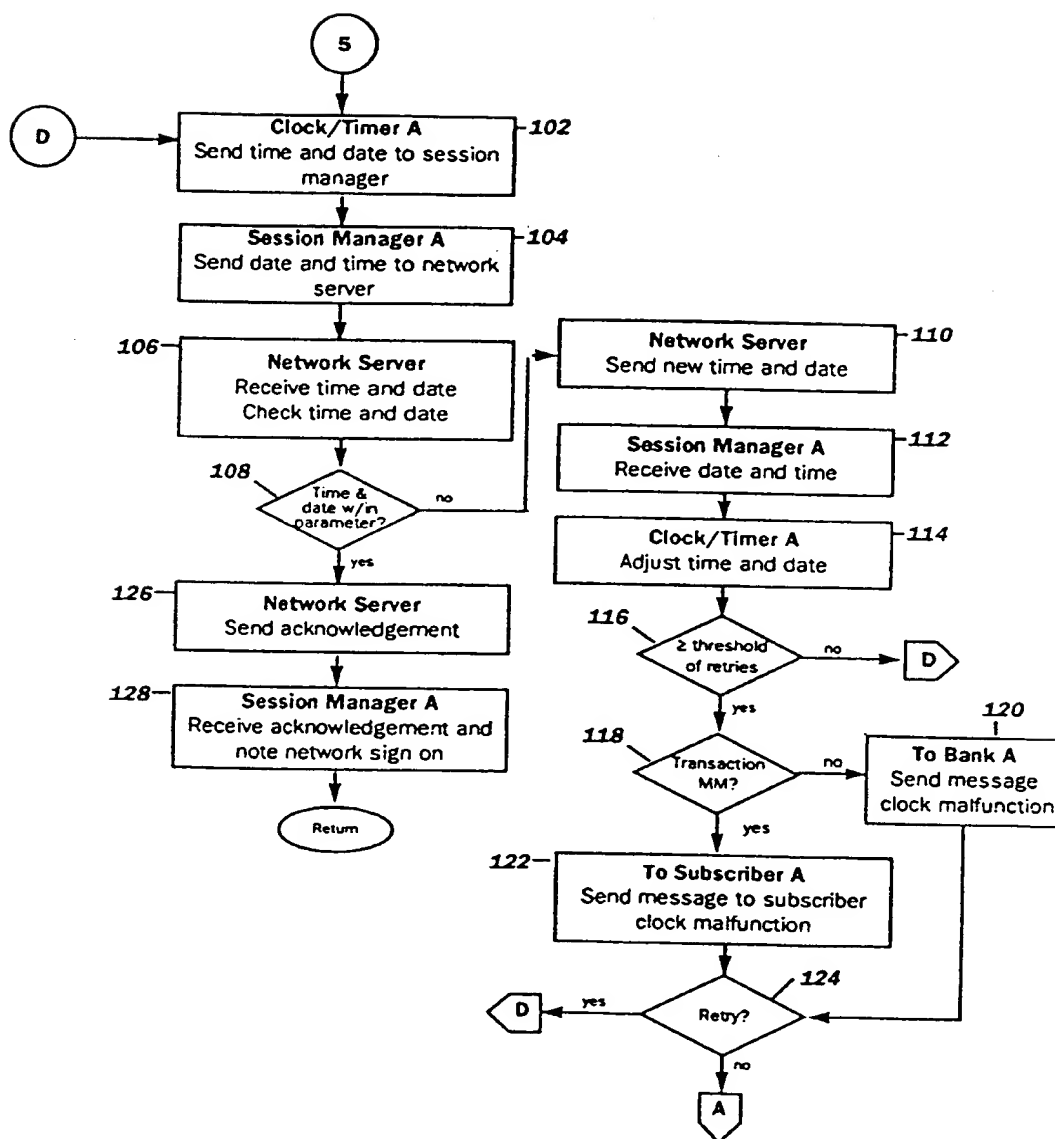 5
D
Clock/Timer A
Send time and date to session
manager
102
Session Manager A
Send date and time to network
server
104
106
Network Server
Receive time and date
Check time and date
108
Time &
date w/in
parameter?
no
yes
126
Network Server
Send acknowledgement
128
Session Manager A
Receive acknowledgement and
note network sign on
Return
Network Server
Send new time and date
110
Session Manager A
Receive date and time
112
Clock/Timer A
Adjust time and date
114
116
≥ threshold
of retries
no
D
yes
118
Transaction
MM?
no
120
To Bank A
Send message
clock malfunction
yes
122
To Subscriber A
Send message to subscriber
clock malfunction
124
Retry?
yes
D
no
A